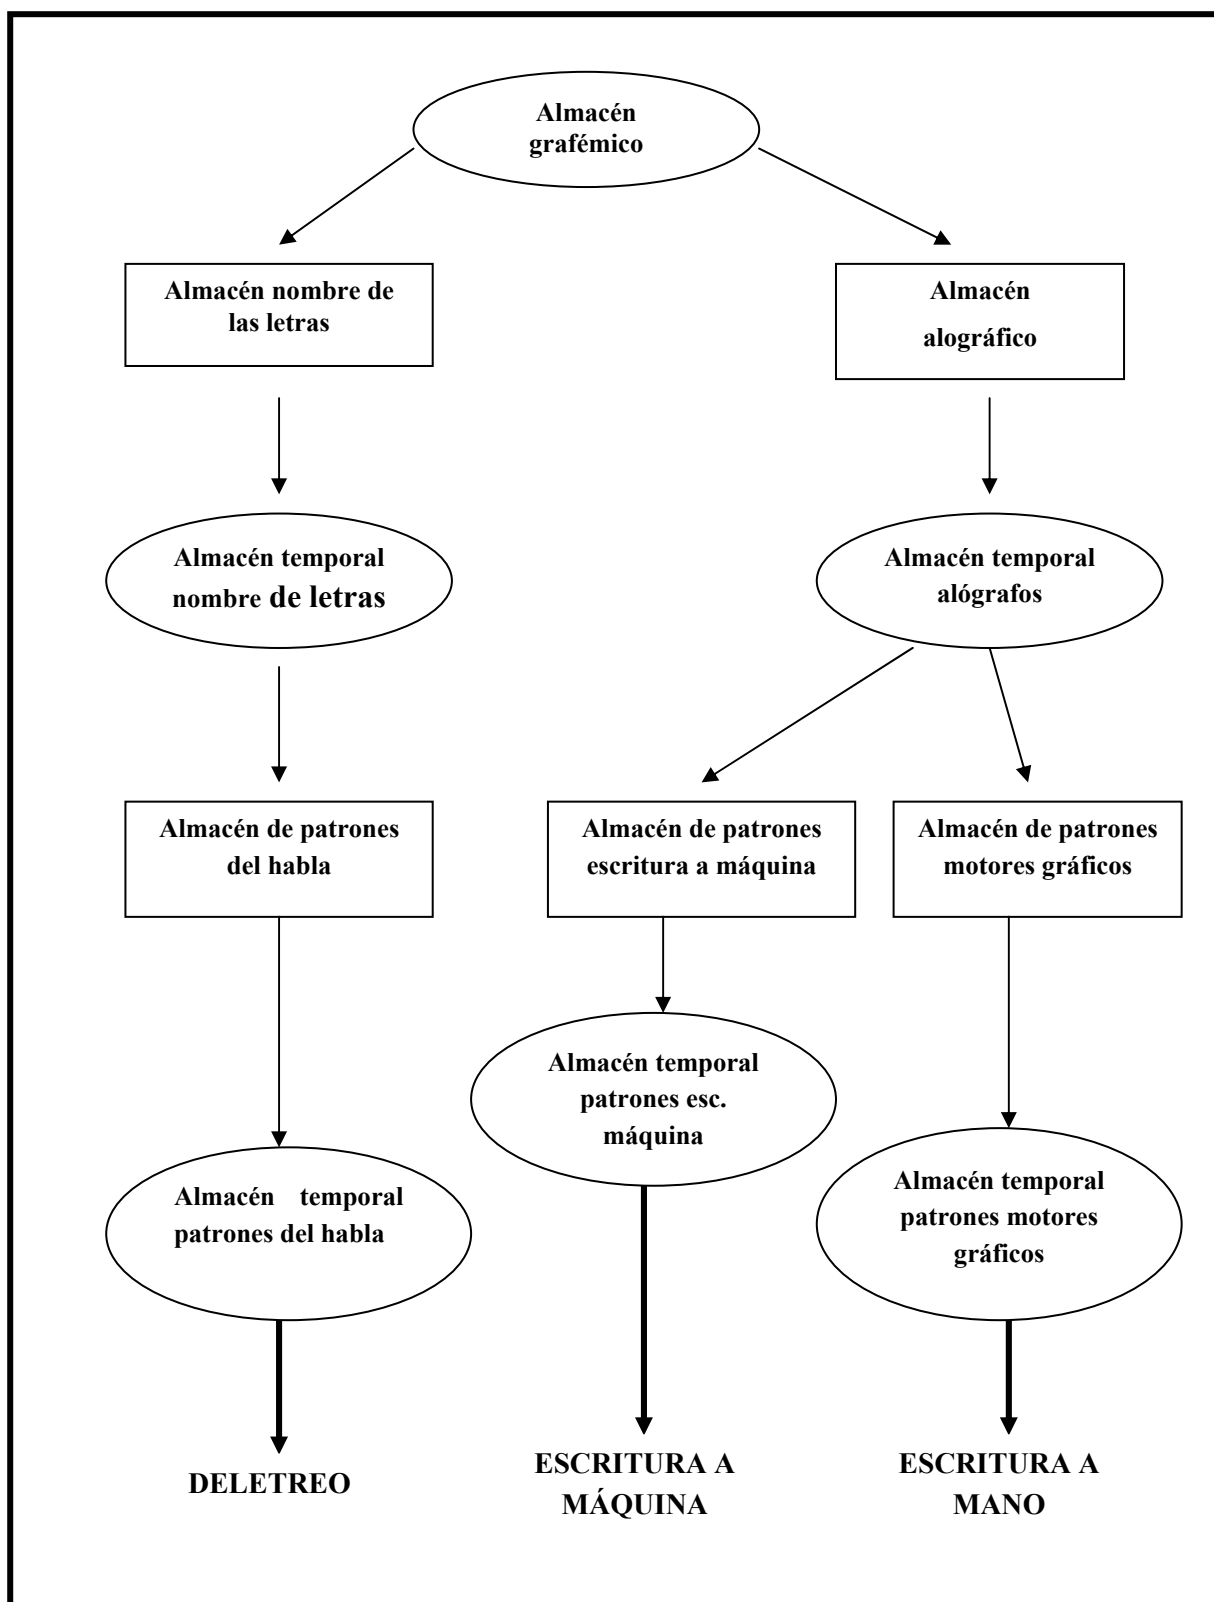 Almacén
grafémico
Almacén nombre de
las letras
Almacén
alográfico
Almacén temporal
nombre de letras
Almacén temporal
alógrafos
Almacén de patrones
del habla
Almacén de patrones
escritura a máquina
Almacén de patrones
motores gráficos
Almacén temporal
patrones esc.
máquina
Almacén temporal
patrones del habla
Almacén temporal
patrones motores
gráficos
DELETREO
ESCRITURA A
MÁQUINA
ESCRITURA A
MANO